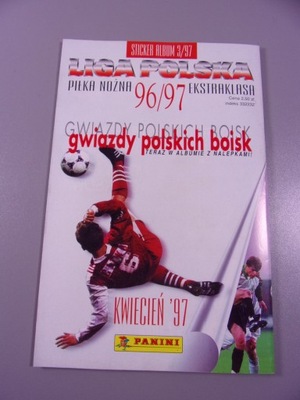 STICKER ALBUM 3/97
LIGA POLSKA
PIŁKA NOŻNA 96/97 EKSTRAKLASA
GWIAZDY POLSKICH BOISK
gwiazdy polskich boisk
TERAZ W ALBUMIE Z NALEPKAMI
KWIECIEŃ '97
PANINI